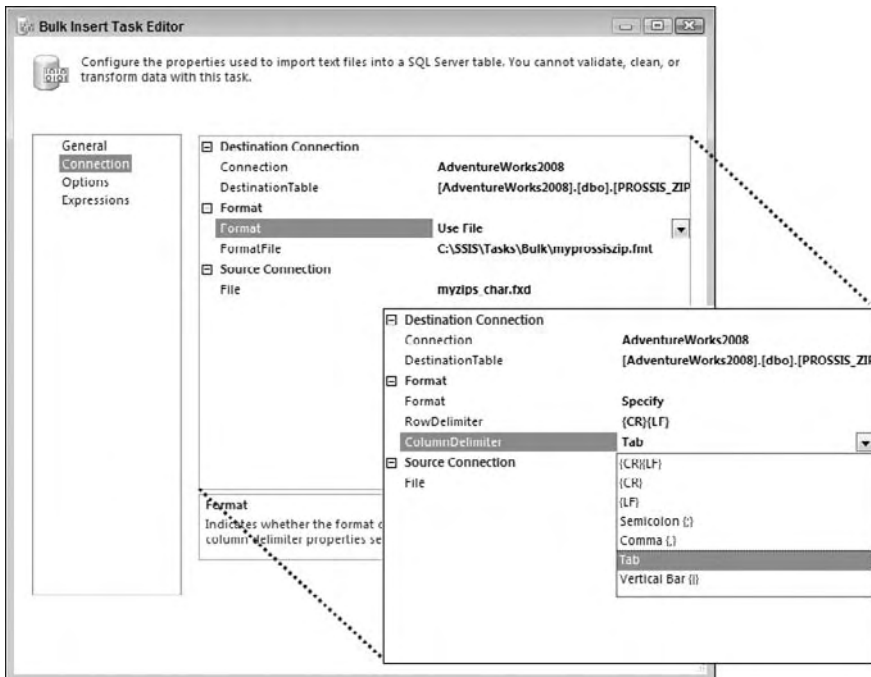 Bulk Insert Task Editor
Configure the properties used to import text files into a SQL Server table. You cannot validate, clean, or
transform data with this task.
General
Connection
Options
Expressions
Destination Connection
Connection AdventureWorks2008
DestinationTable [AdventureWorks2008].[dbo].[PROSSIS_ZIP
Format
Format Use File
FormatFile C:\SSIS\Tasks\Bulk\myprossiszip.fmt
Source Connection
File myzips_char.fxd
Format
Indicates whether the format
column delimiter properties se
Destination Connection
Connection AdventureWorks2008
DestinationTable [AdventureWorks2008].[dbo].[PROSSIS_ZIP
Format
Format Specify
RowDelimiter {CR}{LF}
ColumnDelimiter Tab
Source Connection
File
{CR}{LF}
{CR}
{LF}
Semicolon {;}
Comma {,}
Tab
Vertical Bar {|}